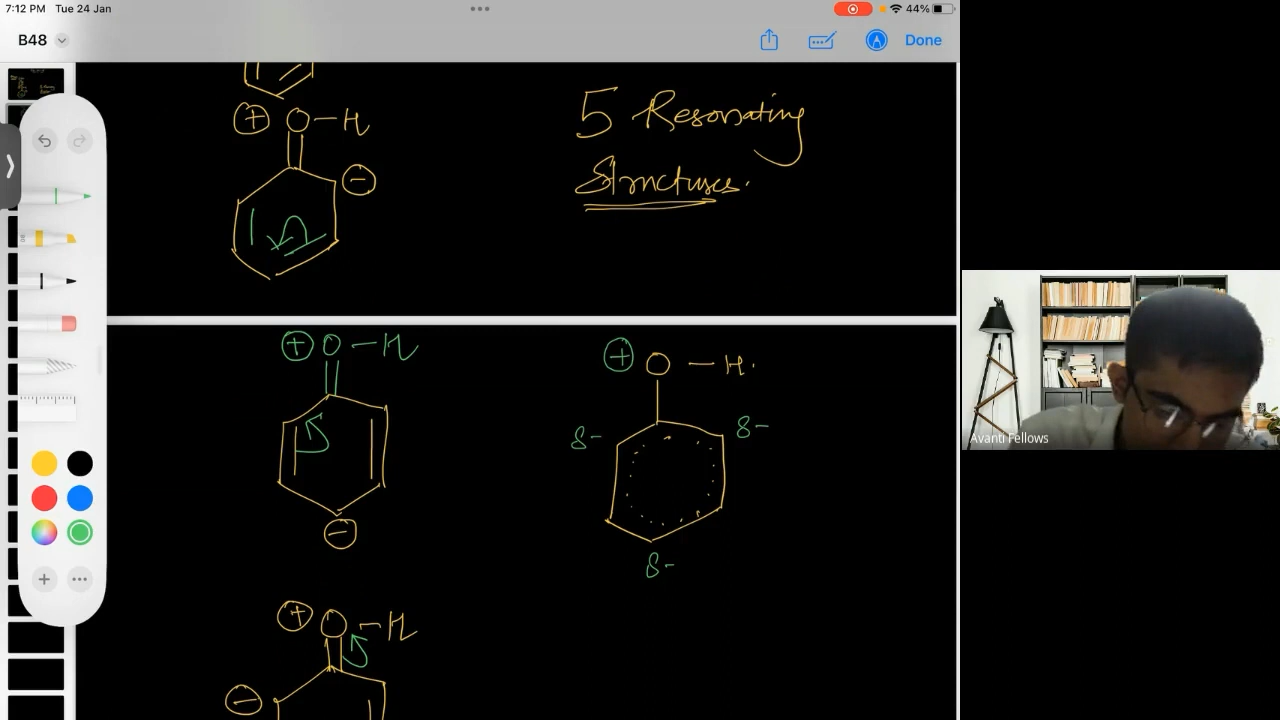 7:12 PM Tue 24 Jan
44%
B48
Done
5 Resonating
Structures.
⊕ O-H
⊖
⊕ O-H
⊖
⊕ O - H.
δ-
δ-
δ-
⊕ O-H
⊖
Avanti Fellows